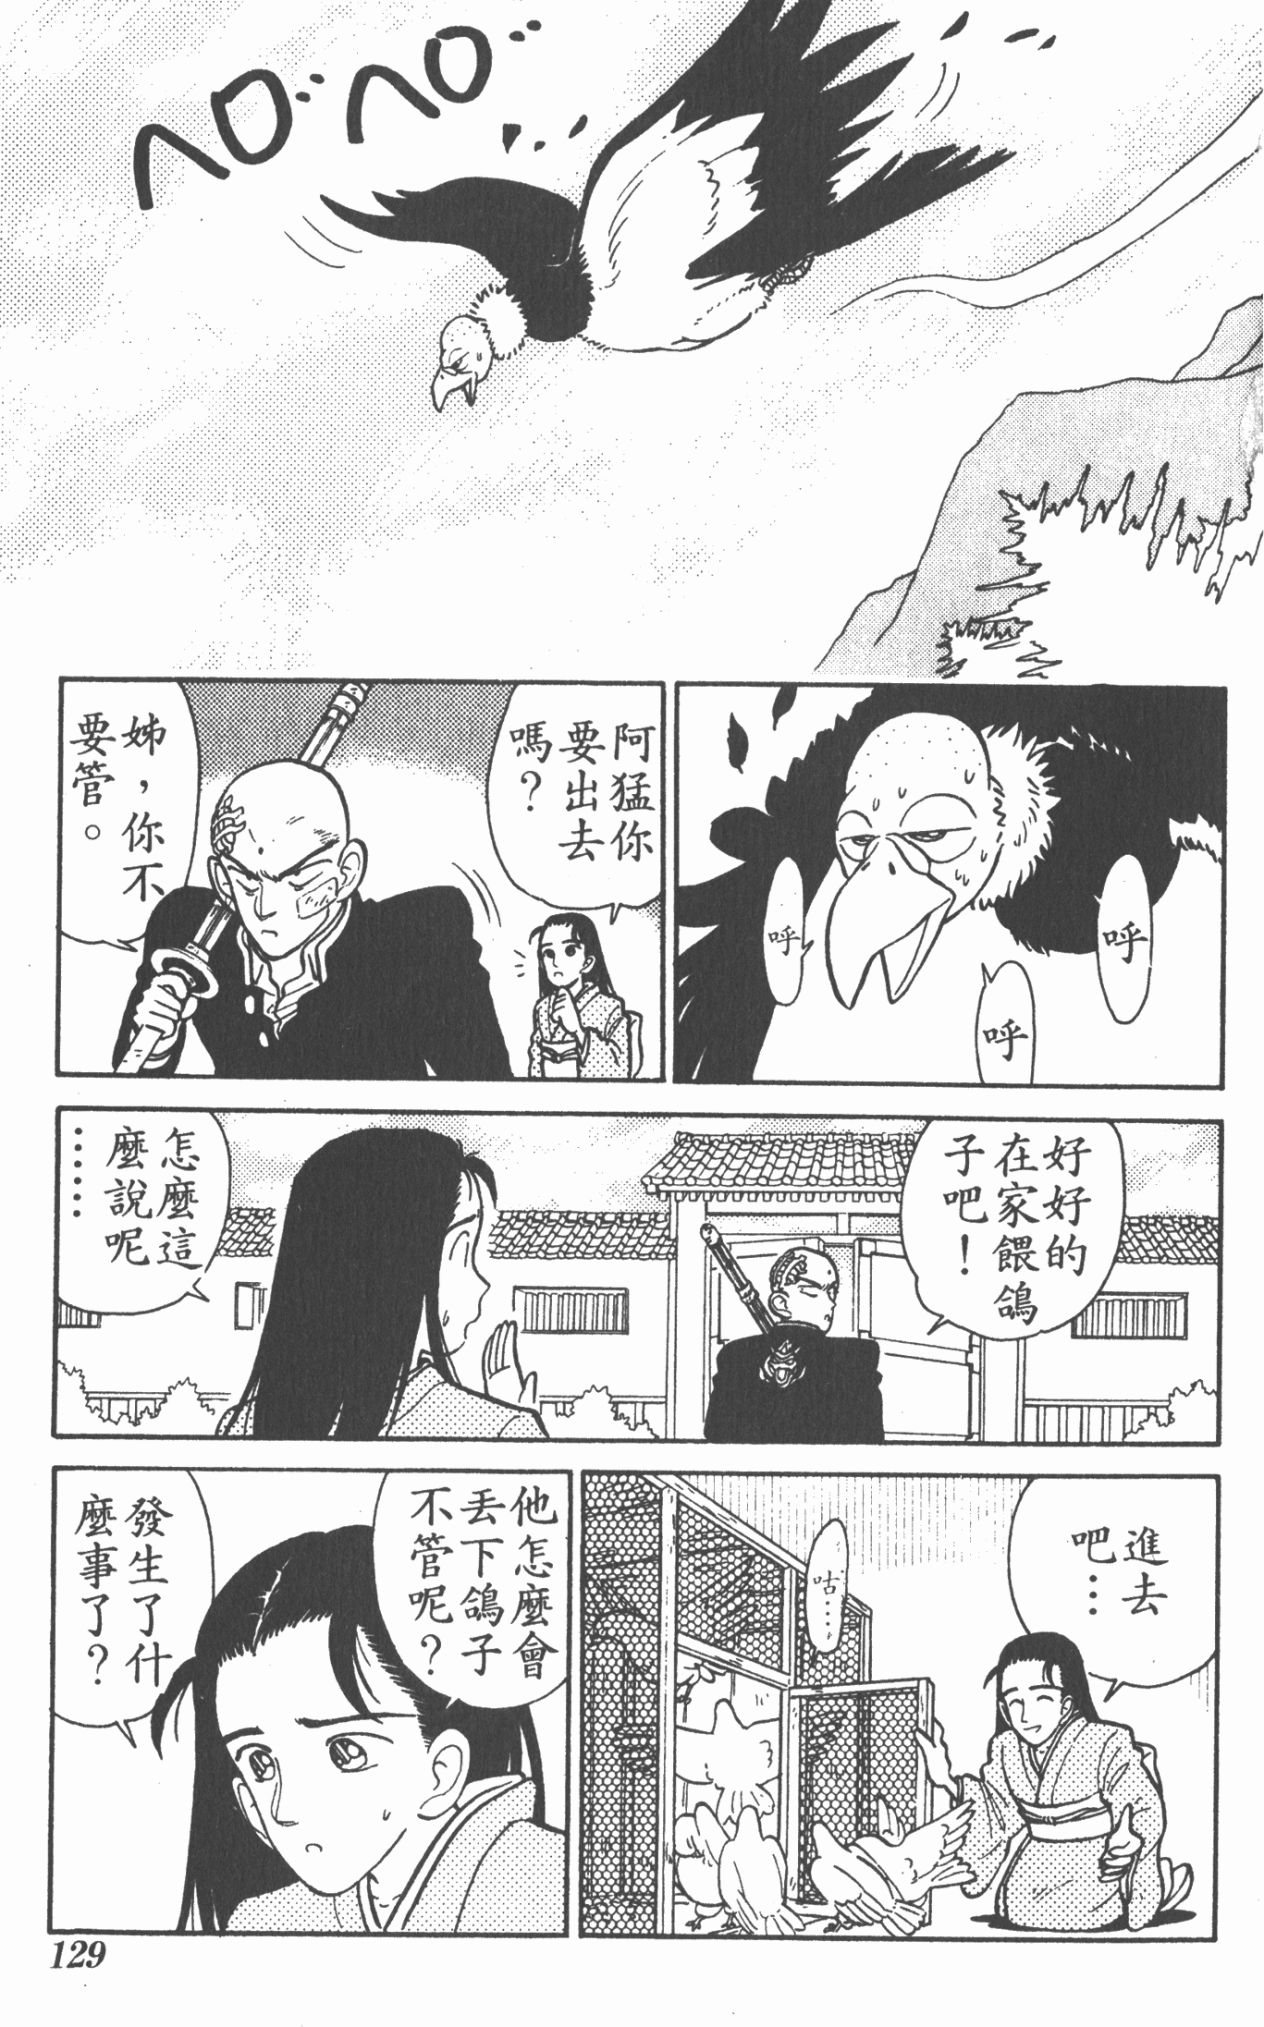 ヘロ‥ヘロ‥
呼
呼
呼
阿猛你
要出去
嗎？
姊，你不
要管。
好好的
在家餵鴿
子吧！
怎麼這
麼說呢
⋯⋯
進去
吧⋯
咕⋯⋯
他怎麼會
丟下鴿子
不管呢？
發生了什
麼事了？
129